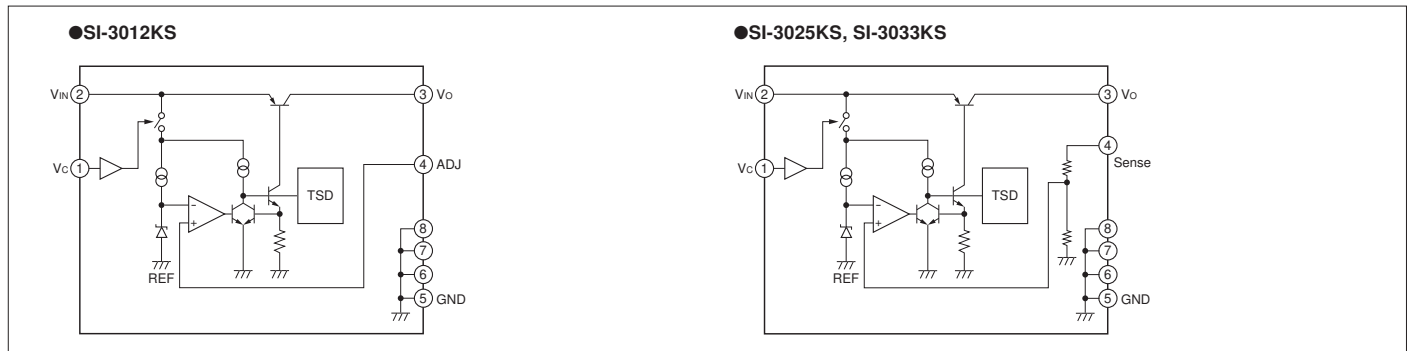 ●SI-3012KS
VIN 2
3 VO
VC 1
4 ADJ
TSD
−
+
REF
8
7
6
5 GND
●SI-3025KS, SI-3033KS
VIN 2
3 VO
4
Sense
VC 1
TSD
−
+
REF
8
7
6
5 GND